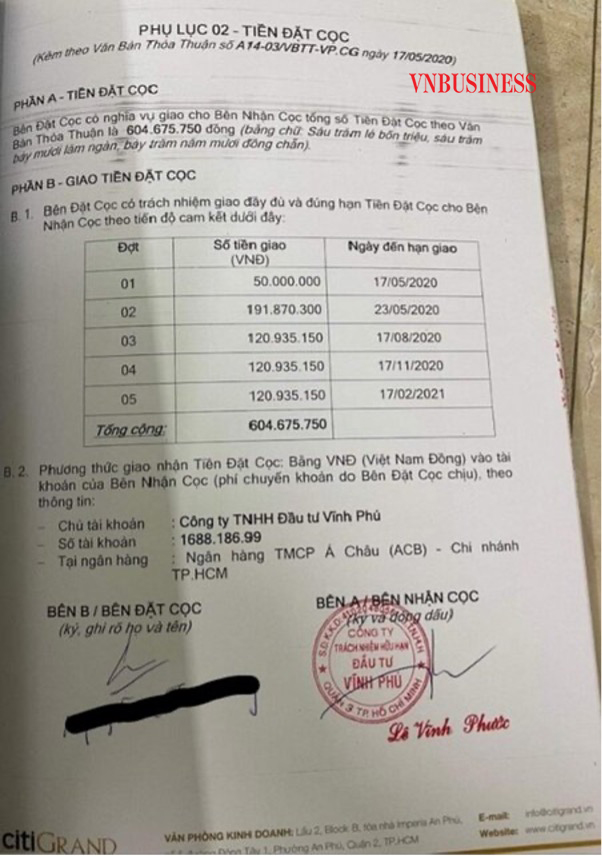 PHỤ LỤC 02 - TIỀN ĐẶT CỌC
(Kèm theo Văn Bản Thỏa Thuận số A14-03/VBTT-VP.CG ngày 17/05/2020)
VNBUSINESS
PHẦN A - TIỀN ĐẶT CỌC
Bên Đặt Cọc có nghĩa vụ giao cho Bên Nhận Cọc tổng số Tiền Đặt Cọc theo Văn
Bản Thỏa Thuận là 604.675.750 đồng (bằng chữ: Sáu trăm lẻ bốn triệu, sáu trăm
bảy mươi lăm ngàn, bảy trăm năm mươi đồng chẵn).
PHẦN B - GIAO TIỀN ĐẶT CỌC
B. 1. Bên Đặt Cọc có trách nhiệm giao đầy đủ và đúng hạn Tiền Đặt Cọc cho Bên
Nhận Cọc theo tiến độ cam kết dưới đây:
Đợt Số tiền giao Ngày đến hạn giao
(VNĐ)
01 50.000.000 17/05/2020
02 191.870.300 23/05/2020
03 120.935.150 17/08/2020
04 120.935.150 17/11/2020
05 120.935.150 17/02/2021
Tổng cộng: 604.675.750
B. 2. Phương thức giao nhận Tiền Đặt Cọc: Bằng VNĐ (Việt Nam Đồng) vào tài
khoản của Bên Nhận Cọc (phí chuyển khoản do Bên Đặt Cọc chịu), theo
thông tin:
- Chủ tài khoản : Công ty TNHH Đầu tư Vĩnh Phú
- Số tài khoản : 1688.186.99
- Tại ngân hàng : Ngân hàng TMCP Á Châu (ACB) - Chi nhánh
TP.HCM
BÊN B / BÊN ĐẶT CỌC
(ký, ghi rõ họ và tên)
BÊN A / BÊN NHẬN CỌC
(ký và đóng dấu)
CÔNG TY
TRÁCH NHIỆM HỮU HẠN
ĐẦU TƯ
VĨNH PHÚ
QUẬN 3 TP. HỒ CHÍ MINH
Lê Vĩnh Phước
citiGRAND
VĂN PHÒNG KINH DOANH: Lầu 2, Block B, tòa nhà Imperia An Phú,
Đông Tây 1, Phường An Phú, Quận 2, TP.HCM
E-mail: info@citigrand.vn
Website: www.citigrand.vn